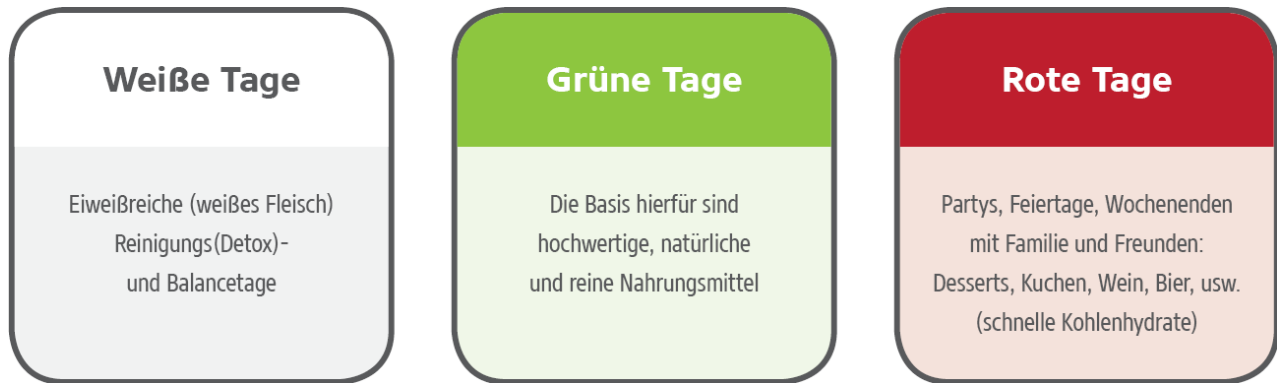 Weiße Tage
Eiweißreiche (weißes Fleisch)
Reinigungs(Detox)-
und Balancetage
Grüne Tage
Die Basis hierfür sind
hochwertige, natürliche
und reine Nahrungsmittel
Rote Tage
Partys, Feiertage, Wochenenden
mit Familie und Freunden:
Desserts, Kuchen, Wein, Bier, usw.
(schnelle Kohlenhydrate)